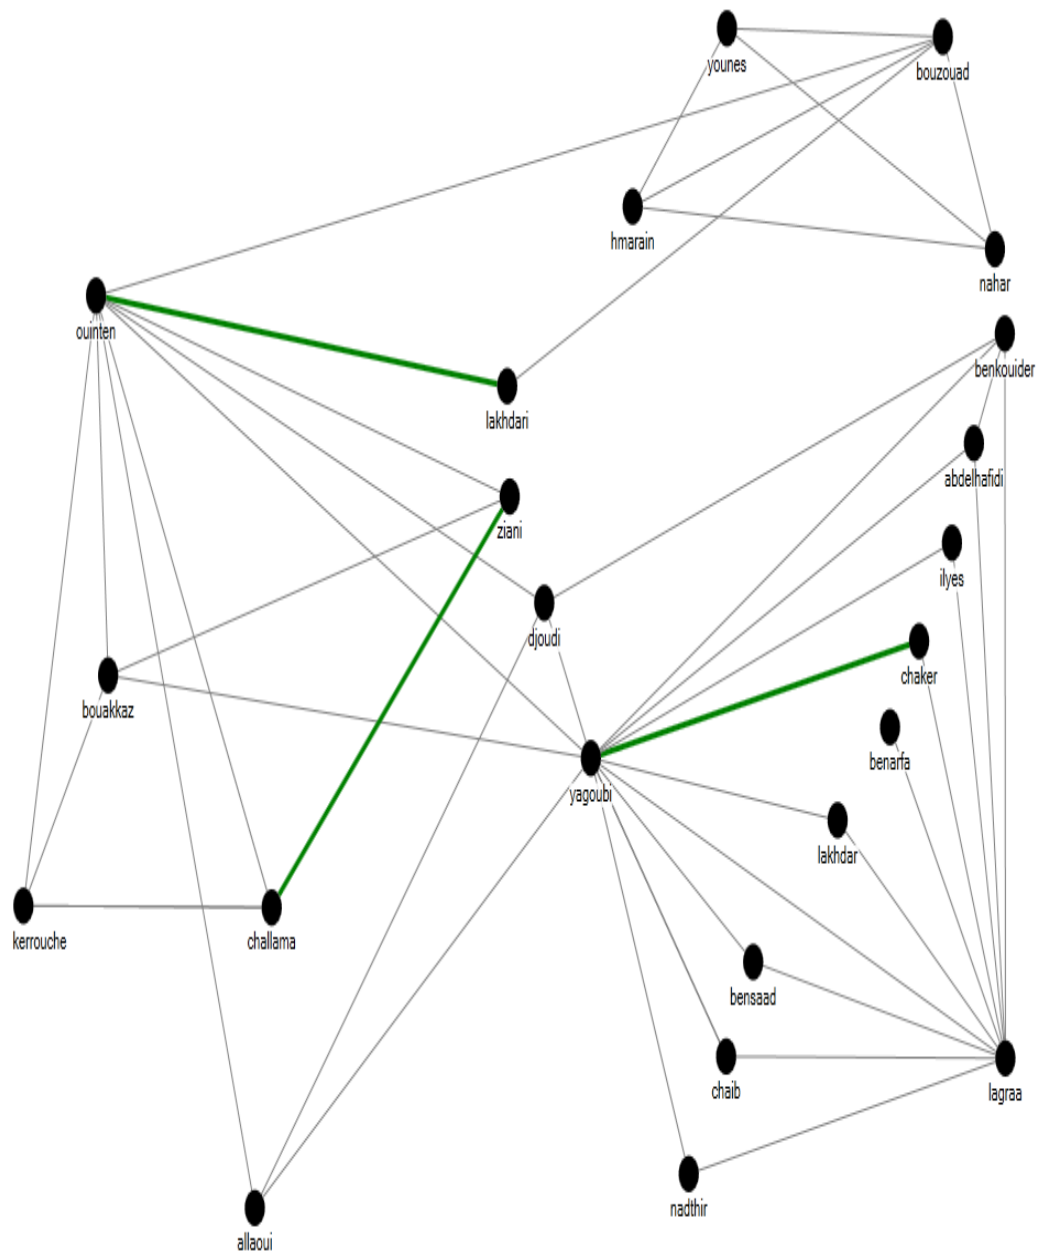 younes
bouzouad
hmarain
nahar
ouinten
benkouider
lakhdari
abdelhafidi
ziani
ilyes
djoudi
chaker
bouakkaz
benarfa
yagoubi
lakhdar
kerrouche
challama
bensaad
chaib
lagraa
nadthir
allaoui